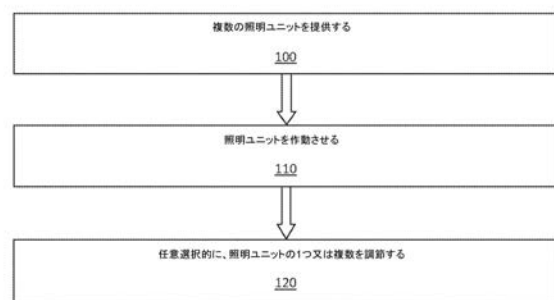 複数の照明ユニットを提供する
100
照明ユニットを作動させる
110
任意選択的に、照明ユニットの1つ又は複数を調節する
120